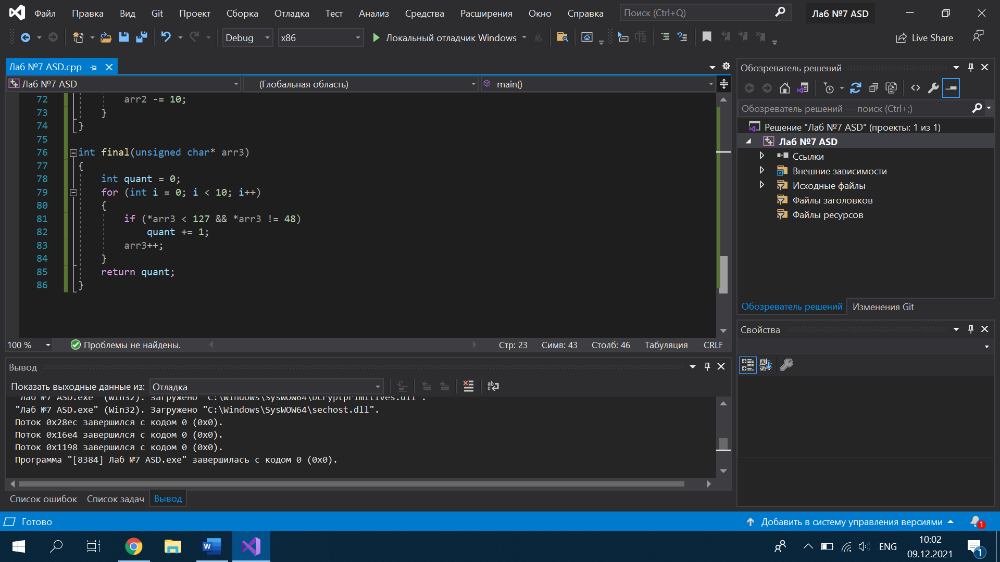 Файл Правка Вид Git Проект Сборка Отладка Тест Анализ Средства Расширения Окно Справка Поиск (Ctrl+Q) Лаб №7 ASD
Debug x86 Локальный отладчик Windows Live Share
Лаб №7 ASD.cpp
Лаб №7 ASD (Глобальная область) main()
72 arr2 -= 10;
73 }
74 }
75
76 int final(unsigned char* arr3)
77 {
78 int quant = 0;
79 for (int i = 0; i < 10; i++)
80 {
81 if (*arr3 < 127 && *arr3 != 48)
82 quant += 1;
83 arr3++;
84 }
85 return quant;
86 }
100 % Проблемы не найдены. Стр: 23 Симв: 43 Столб: 46 Табуляция CRLF
Вывод
Показать выходные данные из: Отладка
"Лаб №7 ASD.exe" (Win32). Загружено "C:\Windows\SysWOW64\bcryptprimitives.dll".
"Лаб №7 ASD.exe" (Win32). Загружено "C:\Windows\SysWOW64\sechost.dll".
Поток 0x28ec завершился с кодом 0 (0x0).
Поток 0x16e4 завершился с кодом 0 (0x0).
Поток 0x1198 завершился с кодом 0 (0x0).
Программа "[8384] Лаб №7 ASD.exe" завершилась с кодом 0 (0x0).
Список ошибок Список задач Вывод
Обозреватель решений
Обозреватель решений — поиск (Ctrl+;)
Решение "Лаб №7 ASD" (проекты: 1 из 1)
Лаб №7 ASD
Ссылки
Внешние зависимости
Исходные файлы
Файлы заголовков
Файлы ресурсов
Обозреватель решений Изменения Git
Свойства
Готово Добавить в систему управления версиями 1
ENG
10:02
09.12.2021
1